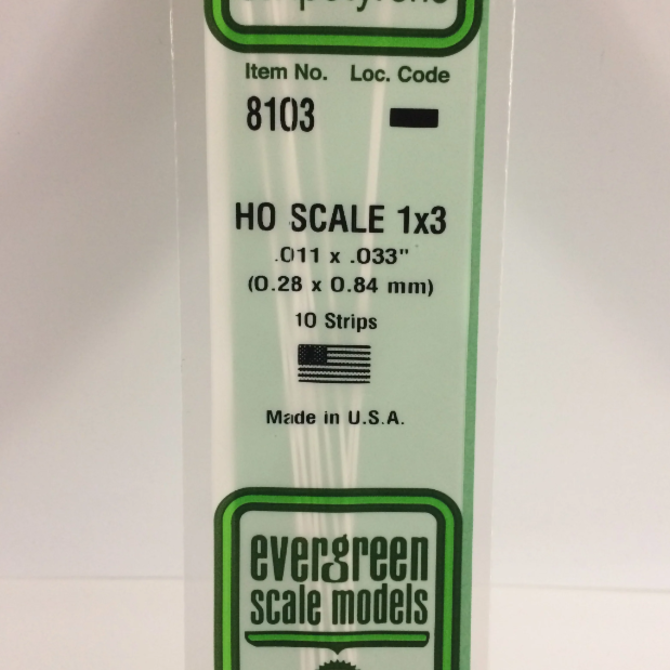 Item No. Loc. Code
8103
HO SCALE 1x3
.011 x .033"
(0.28 x 0.84 mm)
10 Strips
Made in U.S.A.
evergreen
scale models